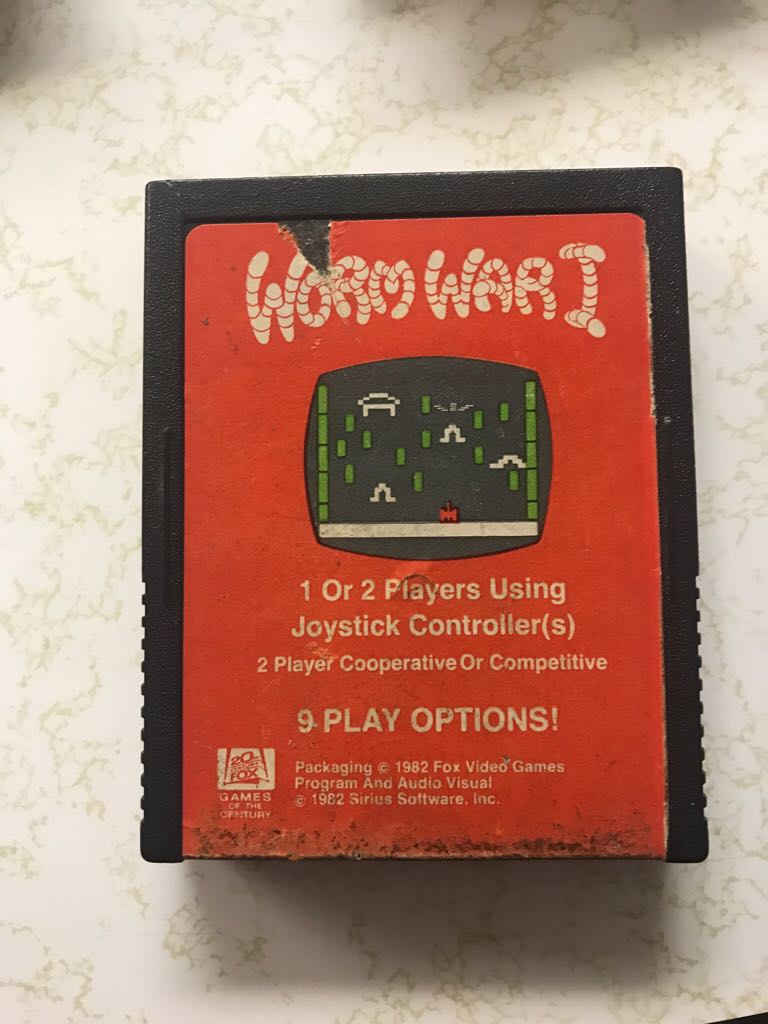 WORM WAR I
1 Or 2 Players Using
Joystick Controller(s)
2 Player Cooperative Or Competitive
9 PLAY OPTIONS!
20th
CENTURY
FOX
GAMES
OF THE
CENTURY
Packaging © 1982 Fox Video Games
Program And Audio Visual
© 1982 Sirius Software, Inc.